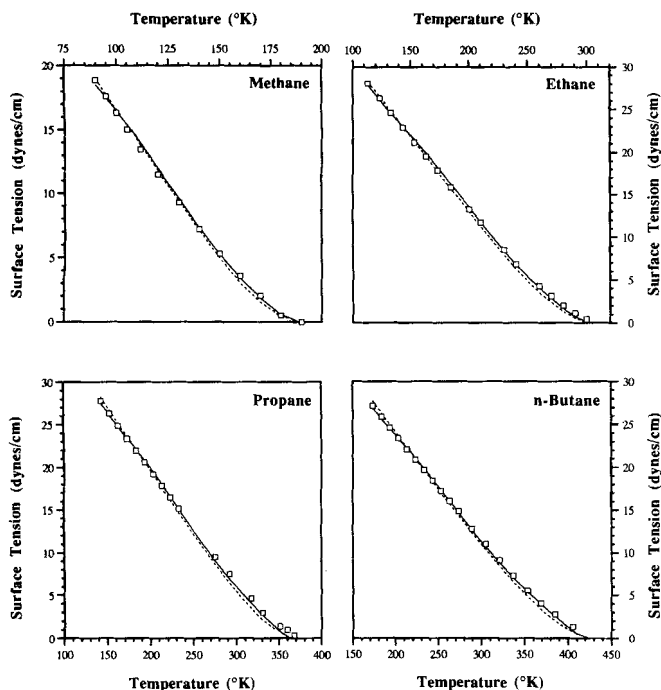 Temperature (°K) Temperature (°K)
75 100 125 150 175 200 100 150 200 250 300
20 Methane Ethane 30
15 25
20
10 15
10
5
5
0 0
Surface Tension (dynes/cm) Surface Tension (dynes/cm)
30 Propane n-Butane 30
25 25
20 20
15 15
10 10
5 5
0 0
Surface Tension (dynes/cm) Surface Tension (dynes/cm)
100 150 200 250 300 350 400 150 200 250 300 350 400 450
Temperature (°K) Temperature (°K)